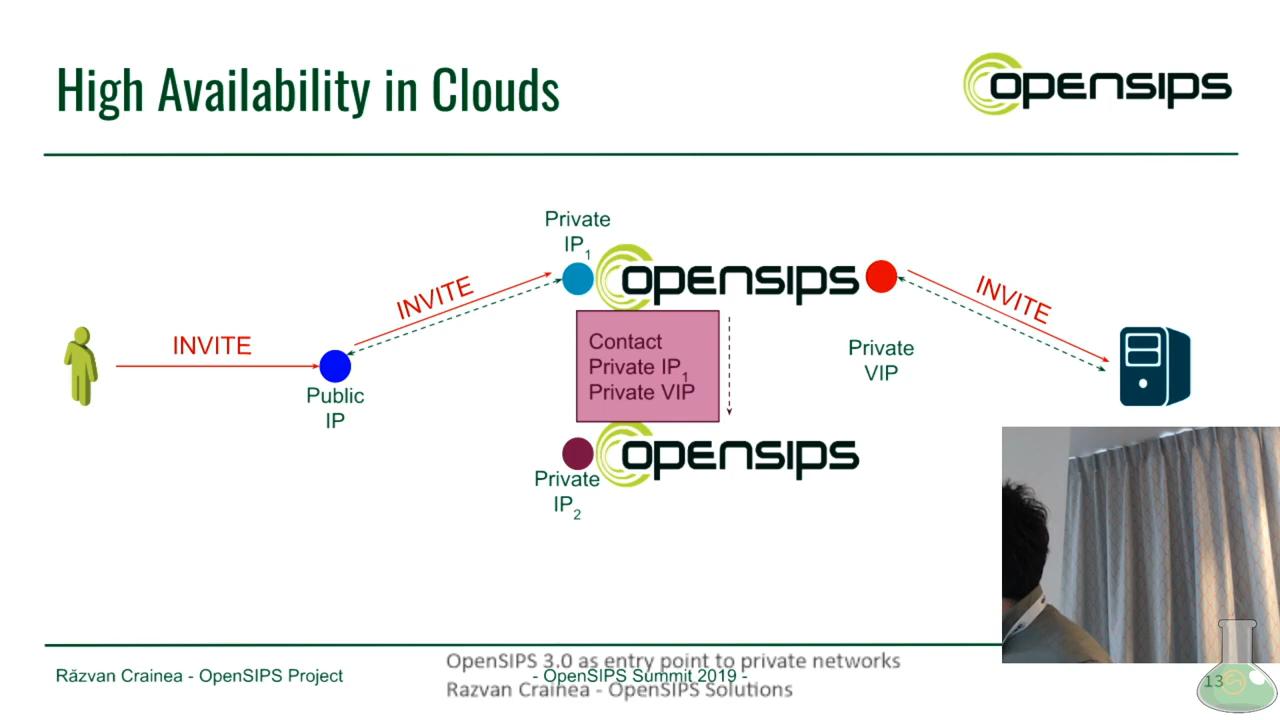 High Availability in Clouds
opensips
Private
IP1
opensips
INVITE
INVITE
INVITE
Contact
Private IP1
Private VIP
Private
VIP
Public
IP
opensips
Private
IP2
OpenSIPS 3.0 as entry point to private networks
Răzvan Crainea - OpenSIPS Project
- OpenSIPS Summit 2019 -
Razvan Crainea - OpenSIPS Solutions
13